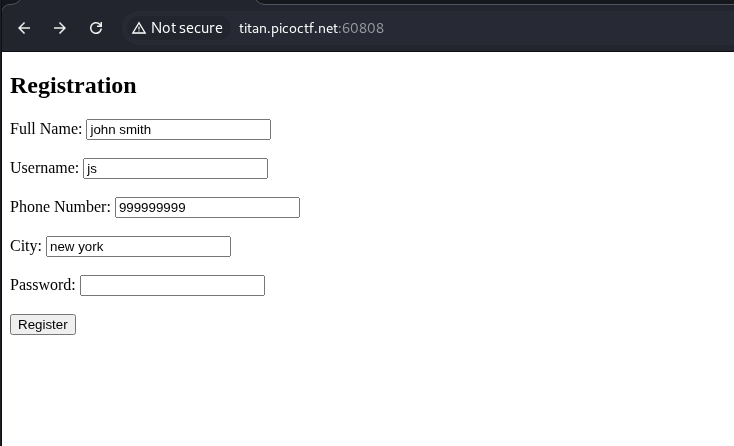 Not secure titan.picoctf.net:60808
Registration
Full Name: john smith
Username: js
Phone Number: 999999999
City: new york
Password:
Register